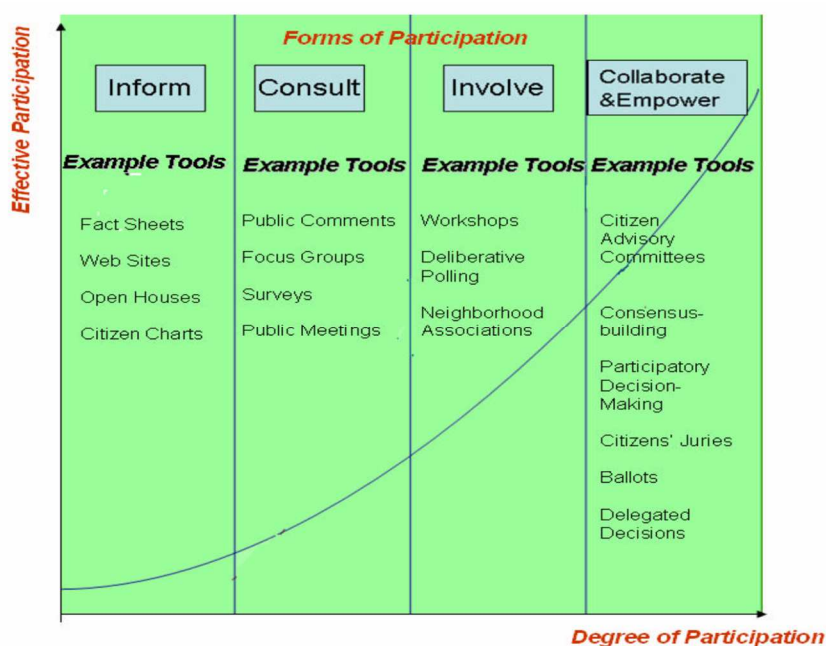 Effective Participation
Forms of Participation
Inform
Consult
Involve
Collaborate
&Empower
Example Tools
Fact Sheets
Web Sites
Open Houses
Citizen Charts
Example Tools
Public Comments
Focus Groups
Surveys
Public Meetings
Example Tools
Workshops
Deliberative
Polling
Neighborhood
Associations
Example Tools
Citizen
Advisory
Committees
Consensus-
building
Participatory
Decision-
Making
Citizens' Juries
Ballots
Delegated
Decisions
Degree of Participation